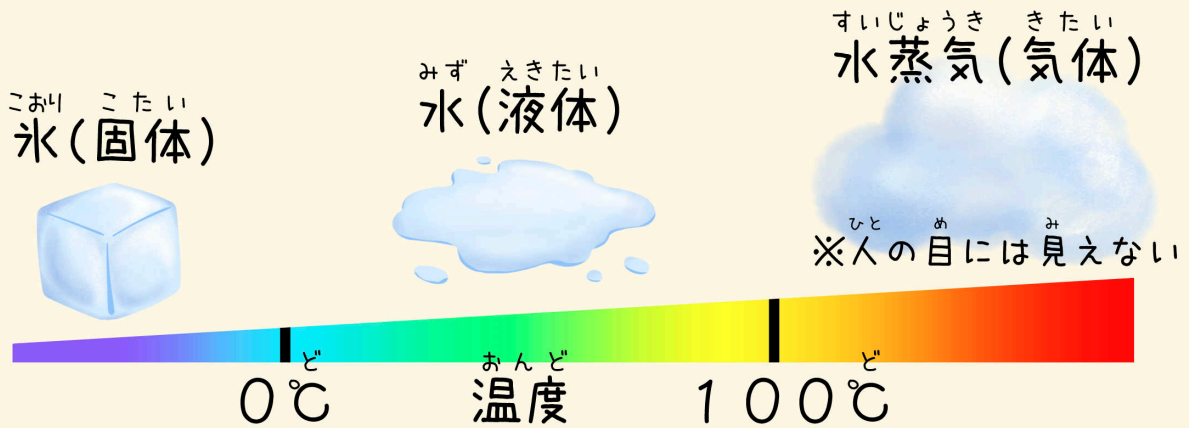 こおり こたい
氷(固体)
みず えきたい
水(液体)
すいじょうき きたい
水蒸気(気体)
ひと め み
※人の目には見えない
ど
0℃
おんど
温度
ど
100℃